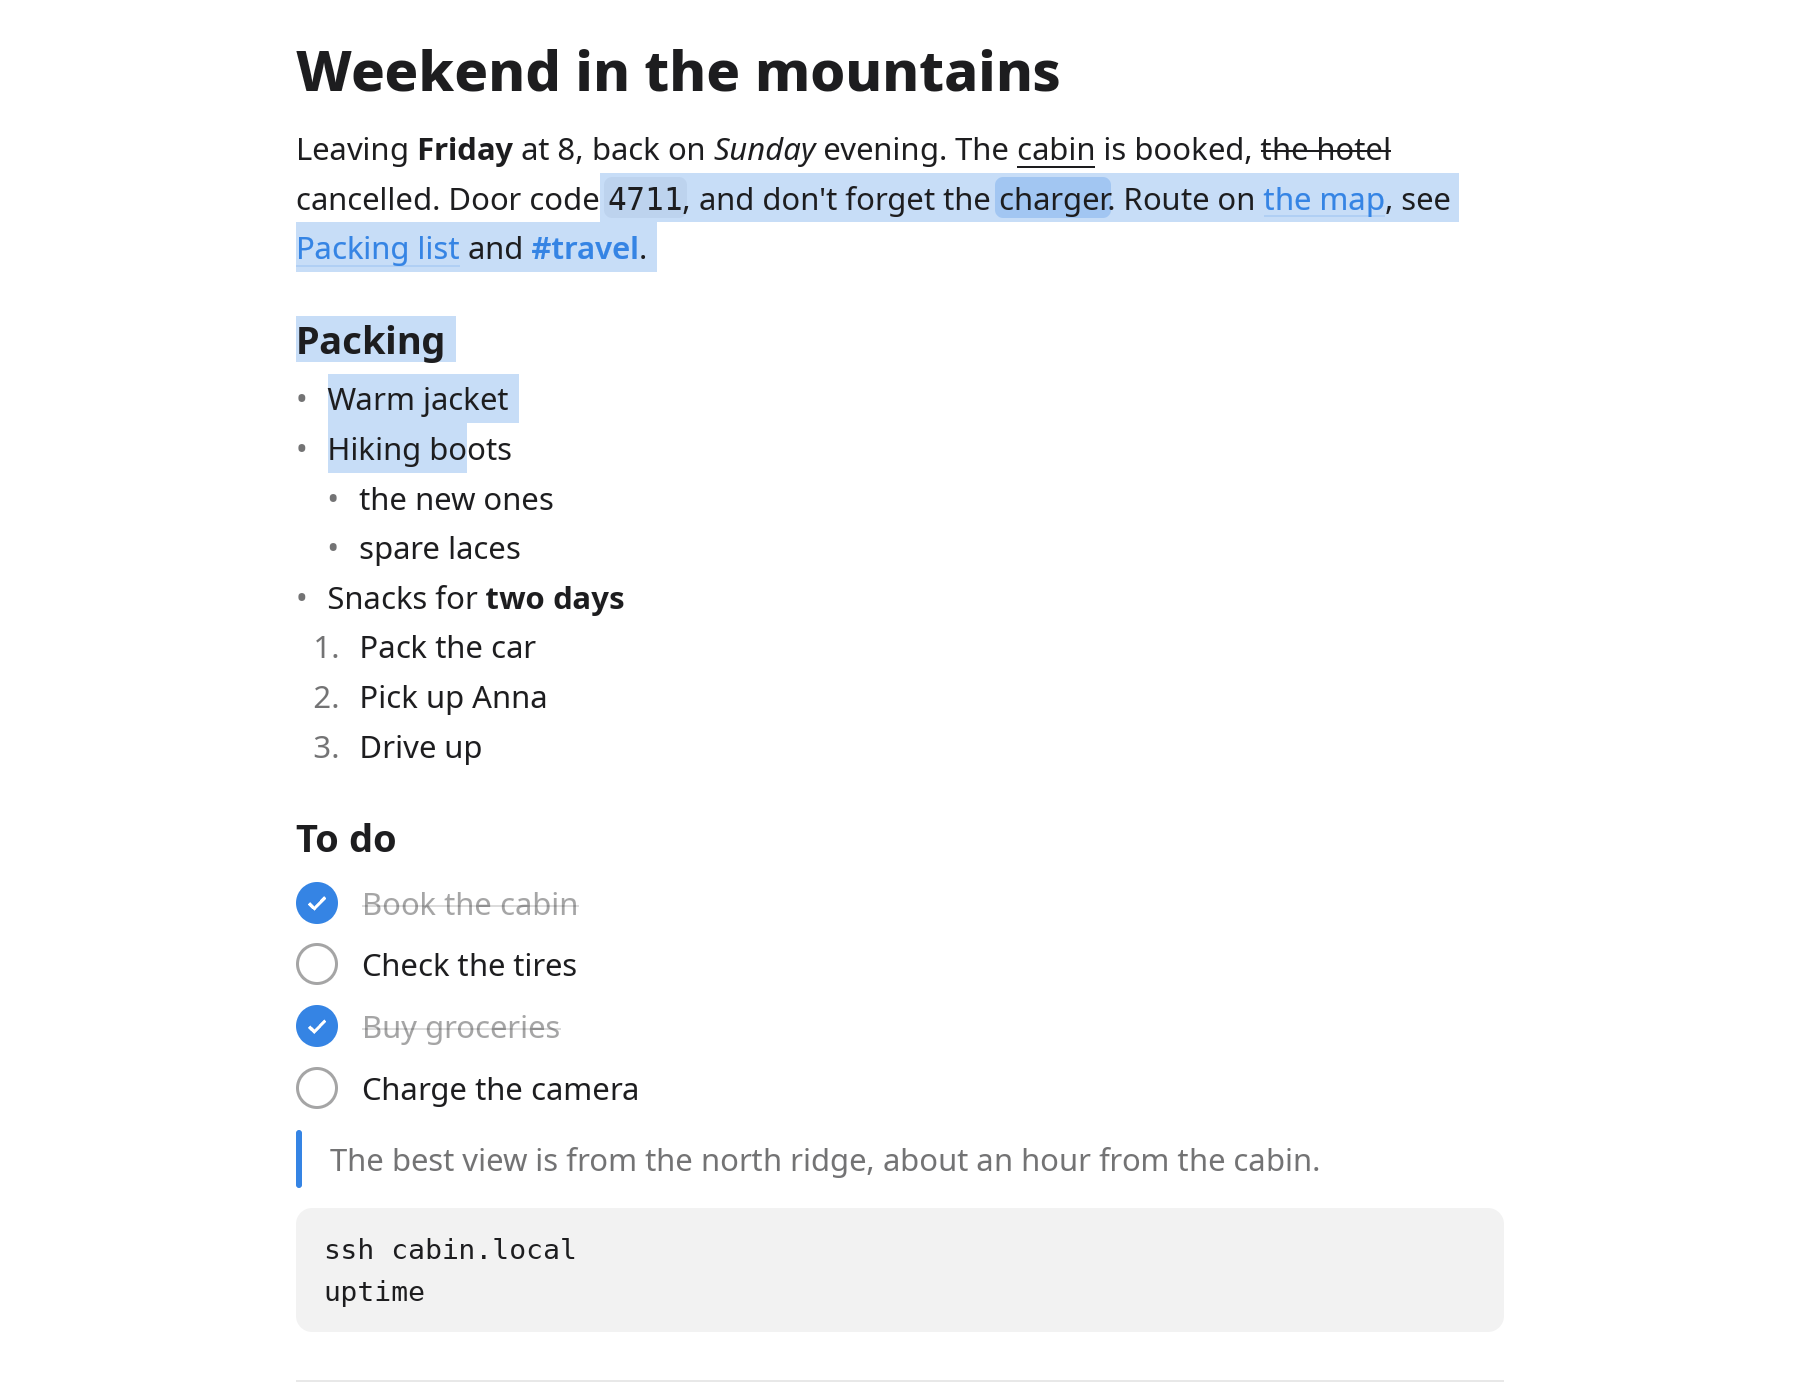 Weekend in the mountains
Leaving Friday at 8, back on Sunday evening. The cabin is booked, the hotel
cancelled. Door code 4711, and don't forget the charger. Route on the map, see
Packing list and #travel.
Packing
• Warm jacket
• Hiking boots
• the new ones
• spare laces
• Snacks for two days
1. Pack the car
2. Pick up Anna
3. Drive up
To do
Book the cabin
Check the tires
Buy groceries
Charge the camera
The best view is from the north ridge, about an hour from the cabin.
ssh cabin.local
uptime